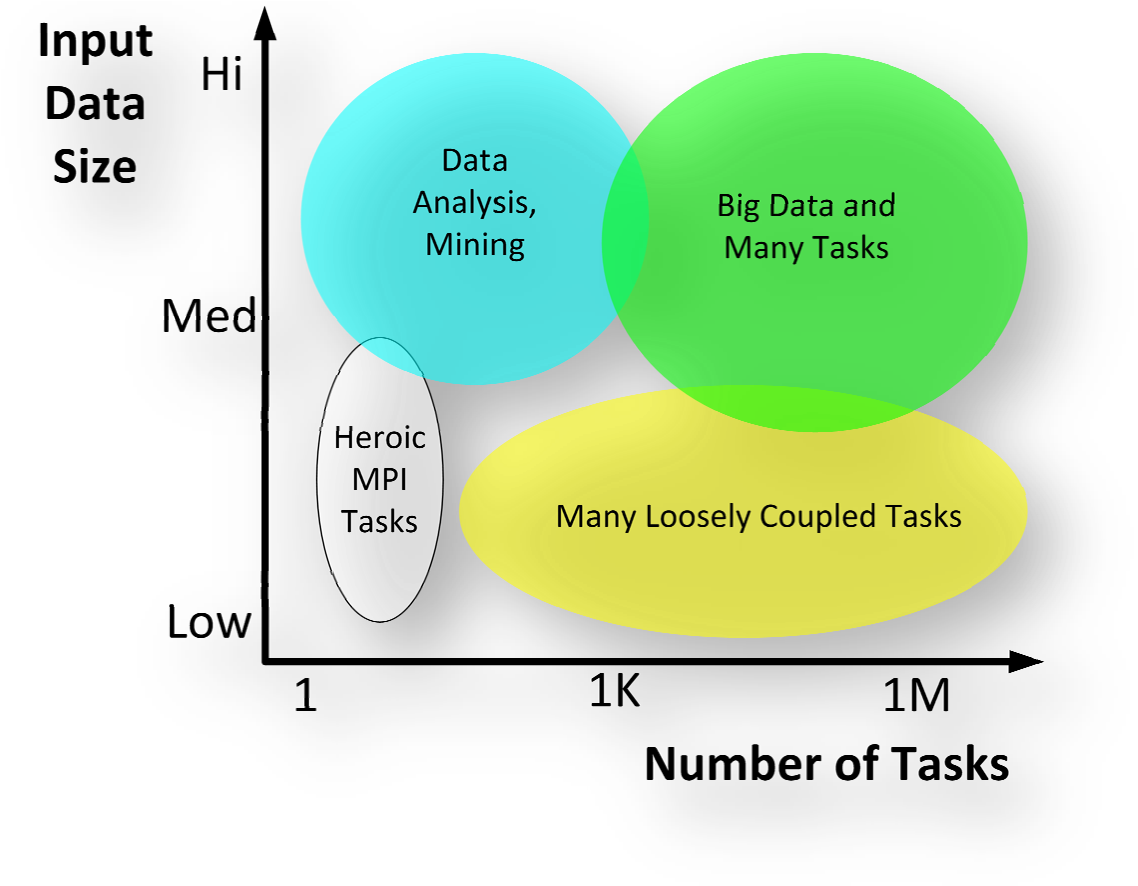 Input
Data
Size
Hi
Med
Low
Data
Analysis,
Mining
Big Data and
Many Tasks
Heroic
MPI
Tasks
Many Loosely Coupled Tasks
1
1K
1M
Number of Tasks